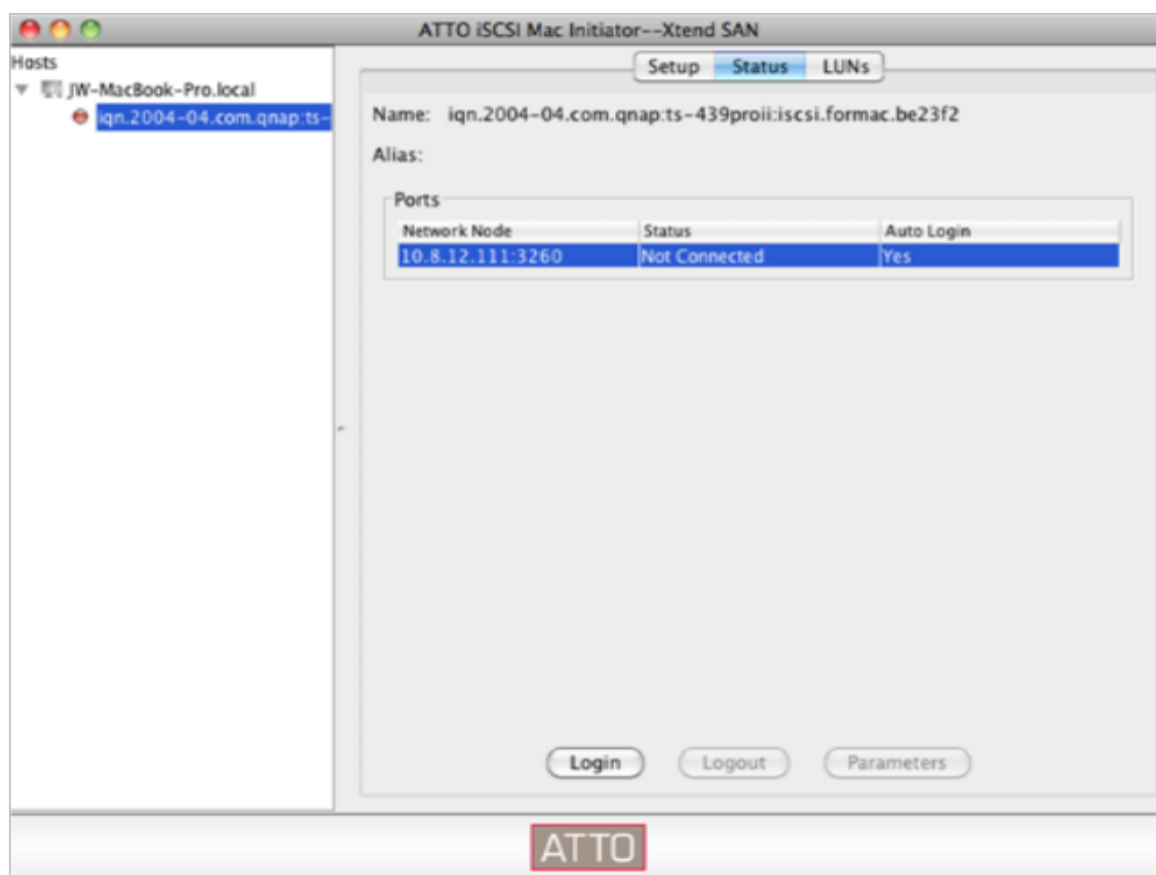 ATTO iSCSI Mac Initiator--Xtend SAN
Hosts
JW-MacBook-Pro.local
iqn.2004-04.com.qnap:ts-
Setup Status LUNs
Name: iqn.2004-04.com.qnap:ts-439proii:iscsi.formac.be23f2
Alias:
Ports
Network Node Status Auto Login
10.8.12.111:3260 Not Connected Yes
Login Logout Parameters
ATTO